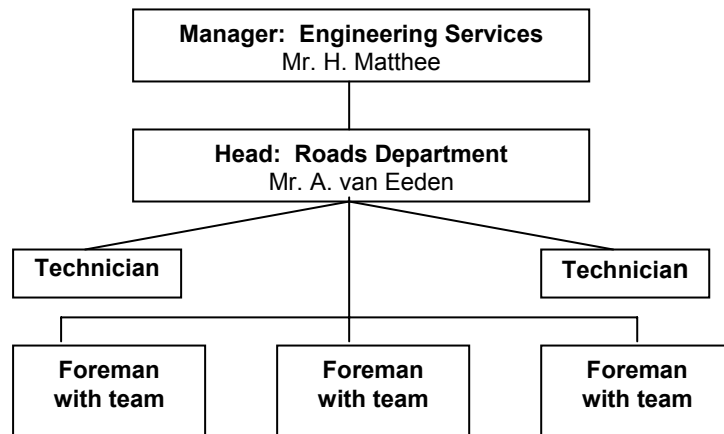 Manager: Engineering Services
Mr. H. Matthee
Head: Roads Department
Mr. A. van Eeden
Technician
Technician
Foreman
with team
Foreman
with team
Foreman
with team